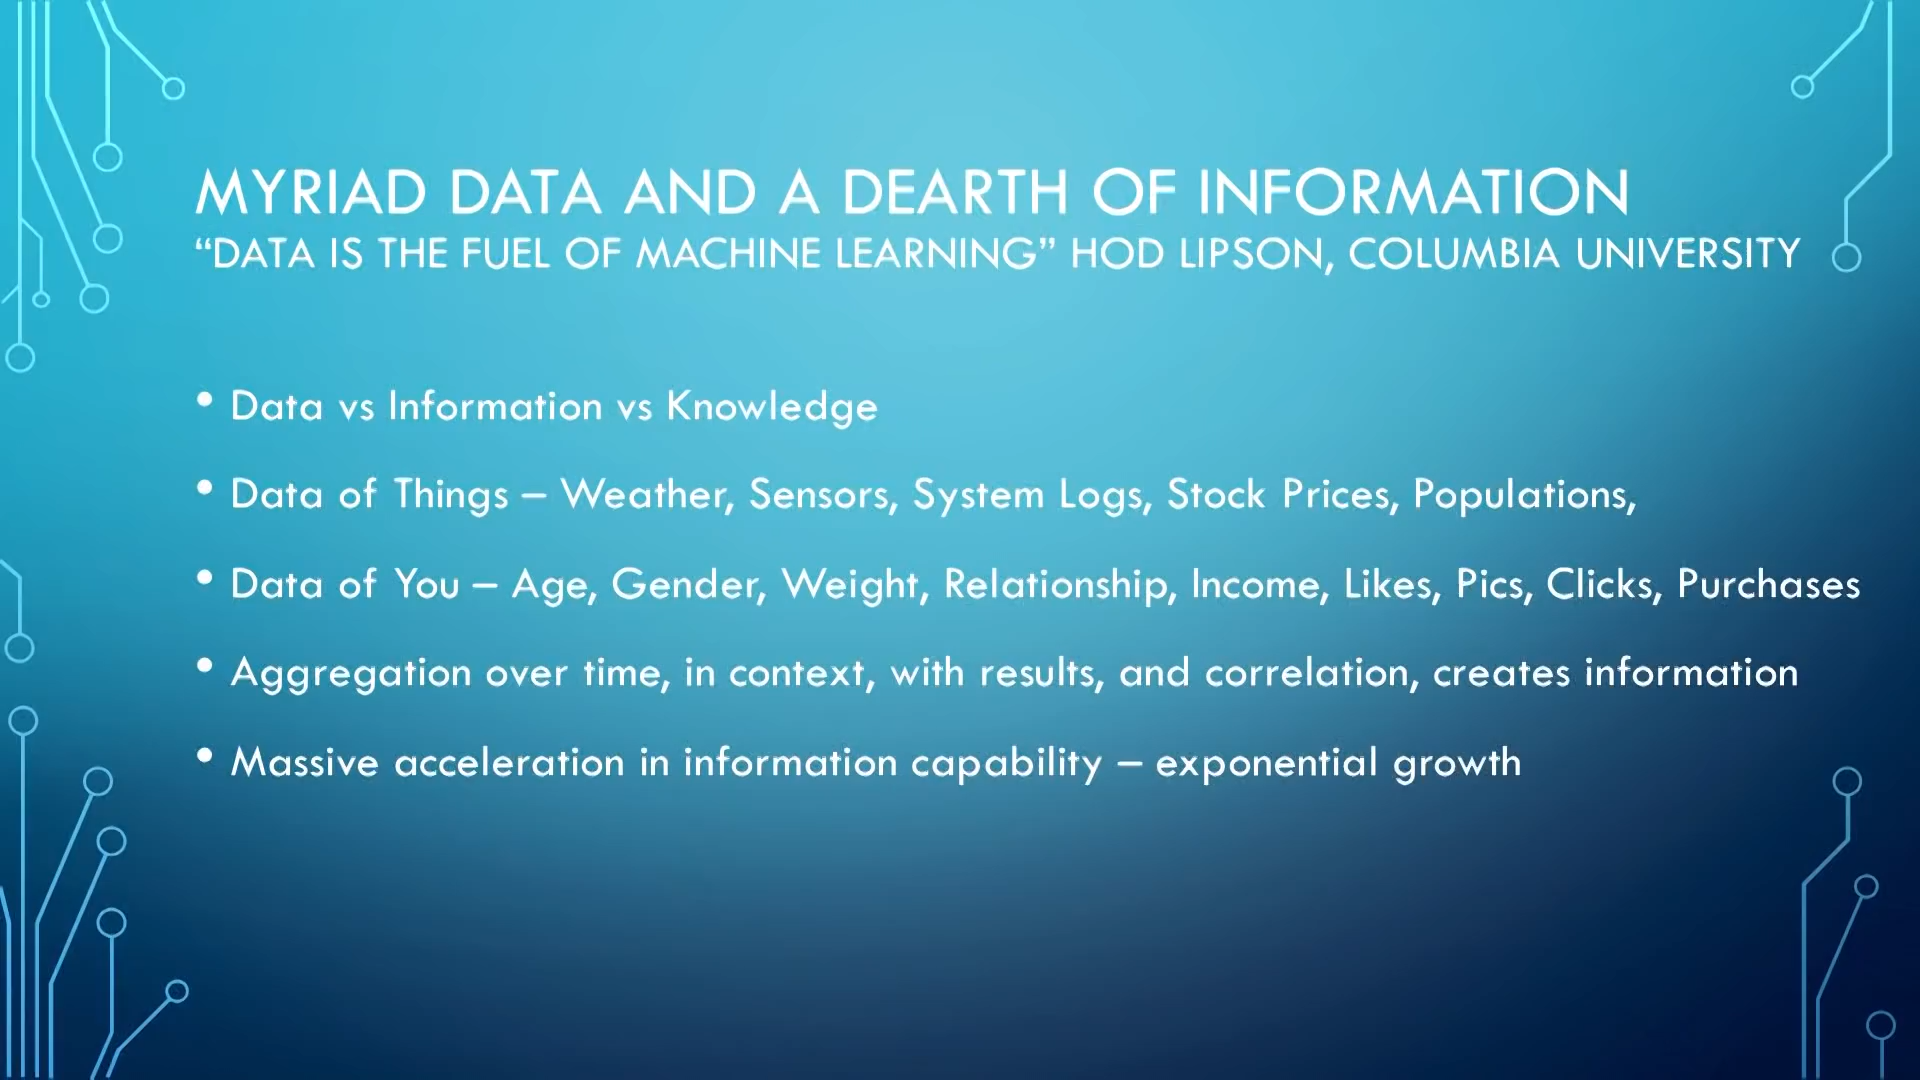 MYRIAD DATA AND A DEARTH OF INFORMATION
“DATA IS THE FUEL OF MACHINE LEARNING” HOD LIPSON, COLUMBIA UNIVERSITY
• Data vs Information vs Knowledge
• Data of Things – Weather, Sensors, System Logs, Stock Prices, Populations,
• Data of You – Age, Gender, Weight, Relationship, Income, Likes, Pics, Clicks, Purchases
• Aggregation over time, in context, with results, and correlation, creates information
• Massive acceleration in information capability – exponential growth